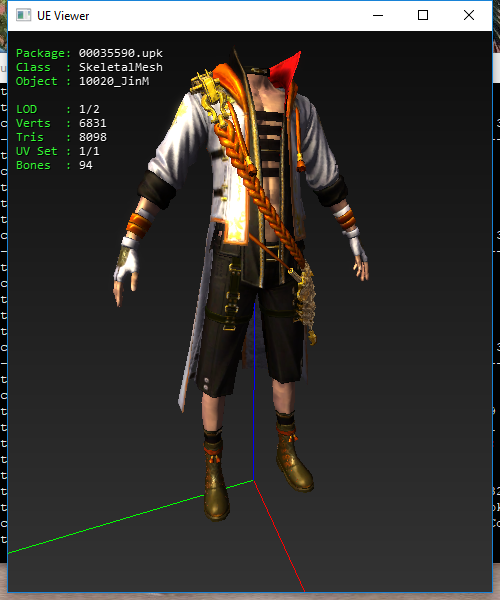 UE Viewer
Package: 00035590.upk
Class : SkeletalMesh
Object : 10020_JinM
LOD : 1/2
Verts : 6831
Tris : 8098
UV Set : 1/1
Bones : 94